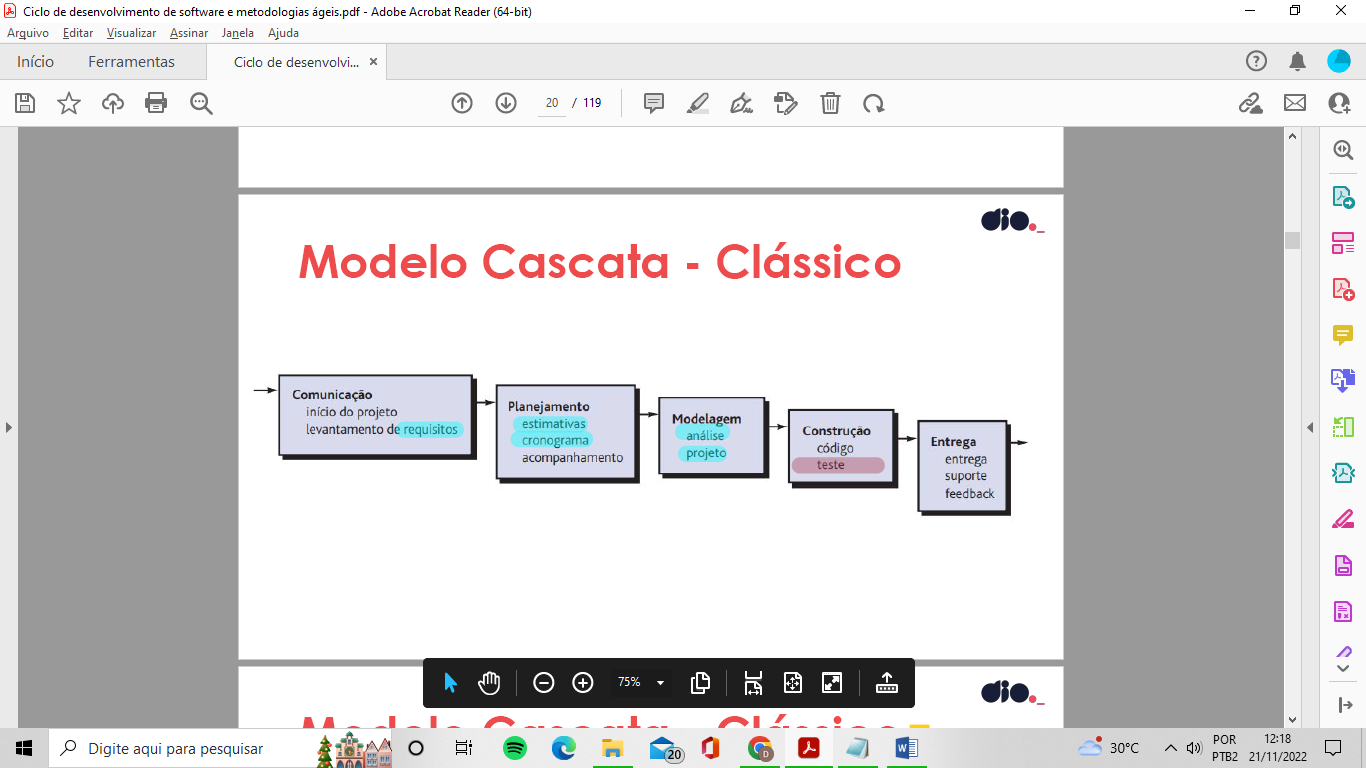 Ciclo de desenvolvimento de software e metodologias ágeis.pdf - Adobe Acrobat Reader (64-bit)
Arquivo Editar Visualizar Assinar Janela Ajuda
Início Ferramentas Ciclo de desenvolvi... ×
20 / 119
dio._
Modelo Cascata - Clássico
Comunicação
início do projeto
levantamento de requisitos
Planejamento
estimativas
cronograma
acompanhamento
Modelagem
análise
projeto
Construção
código
teste
Entrega
entrega
suporte
feedback
75%
dio._
Modelo Cascata - Clássico
Digite aqui para pesquisar
20
D
W
30°C
POR
PTB2
12:18
21/11/2022